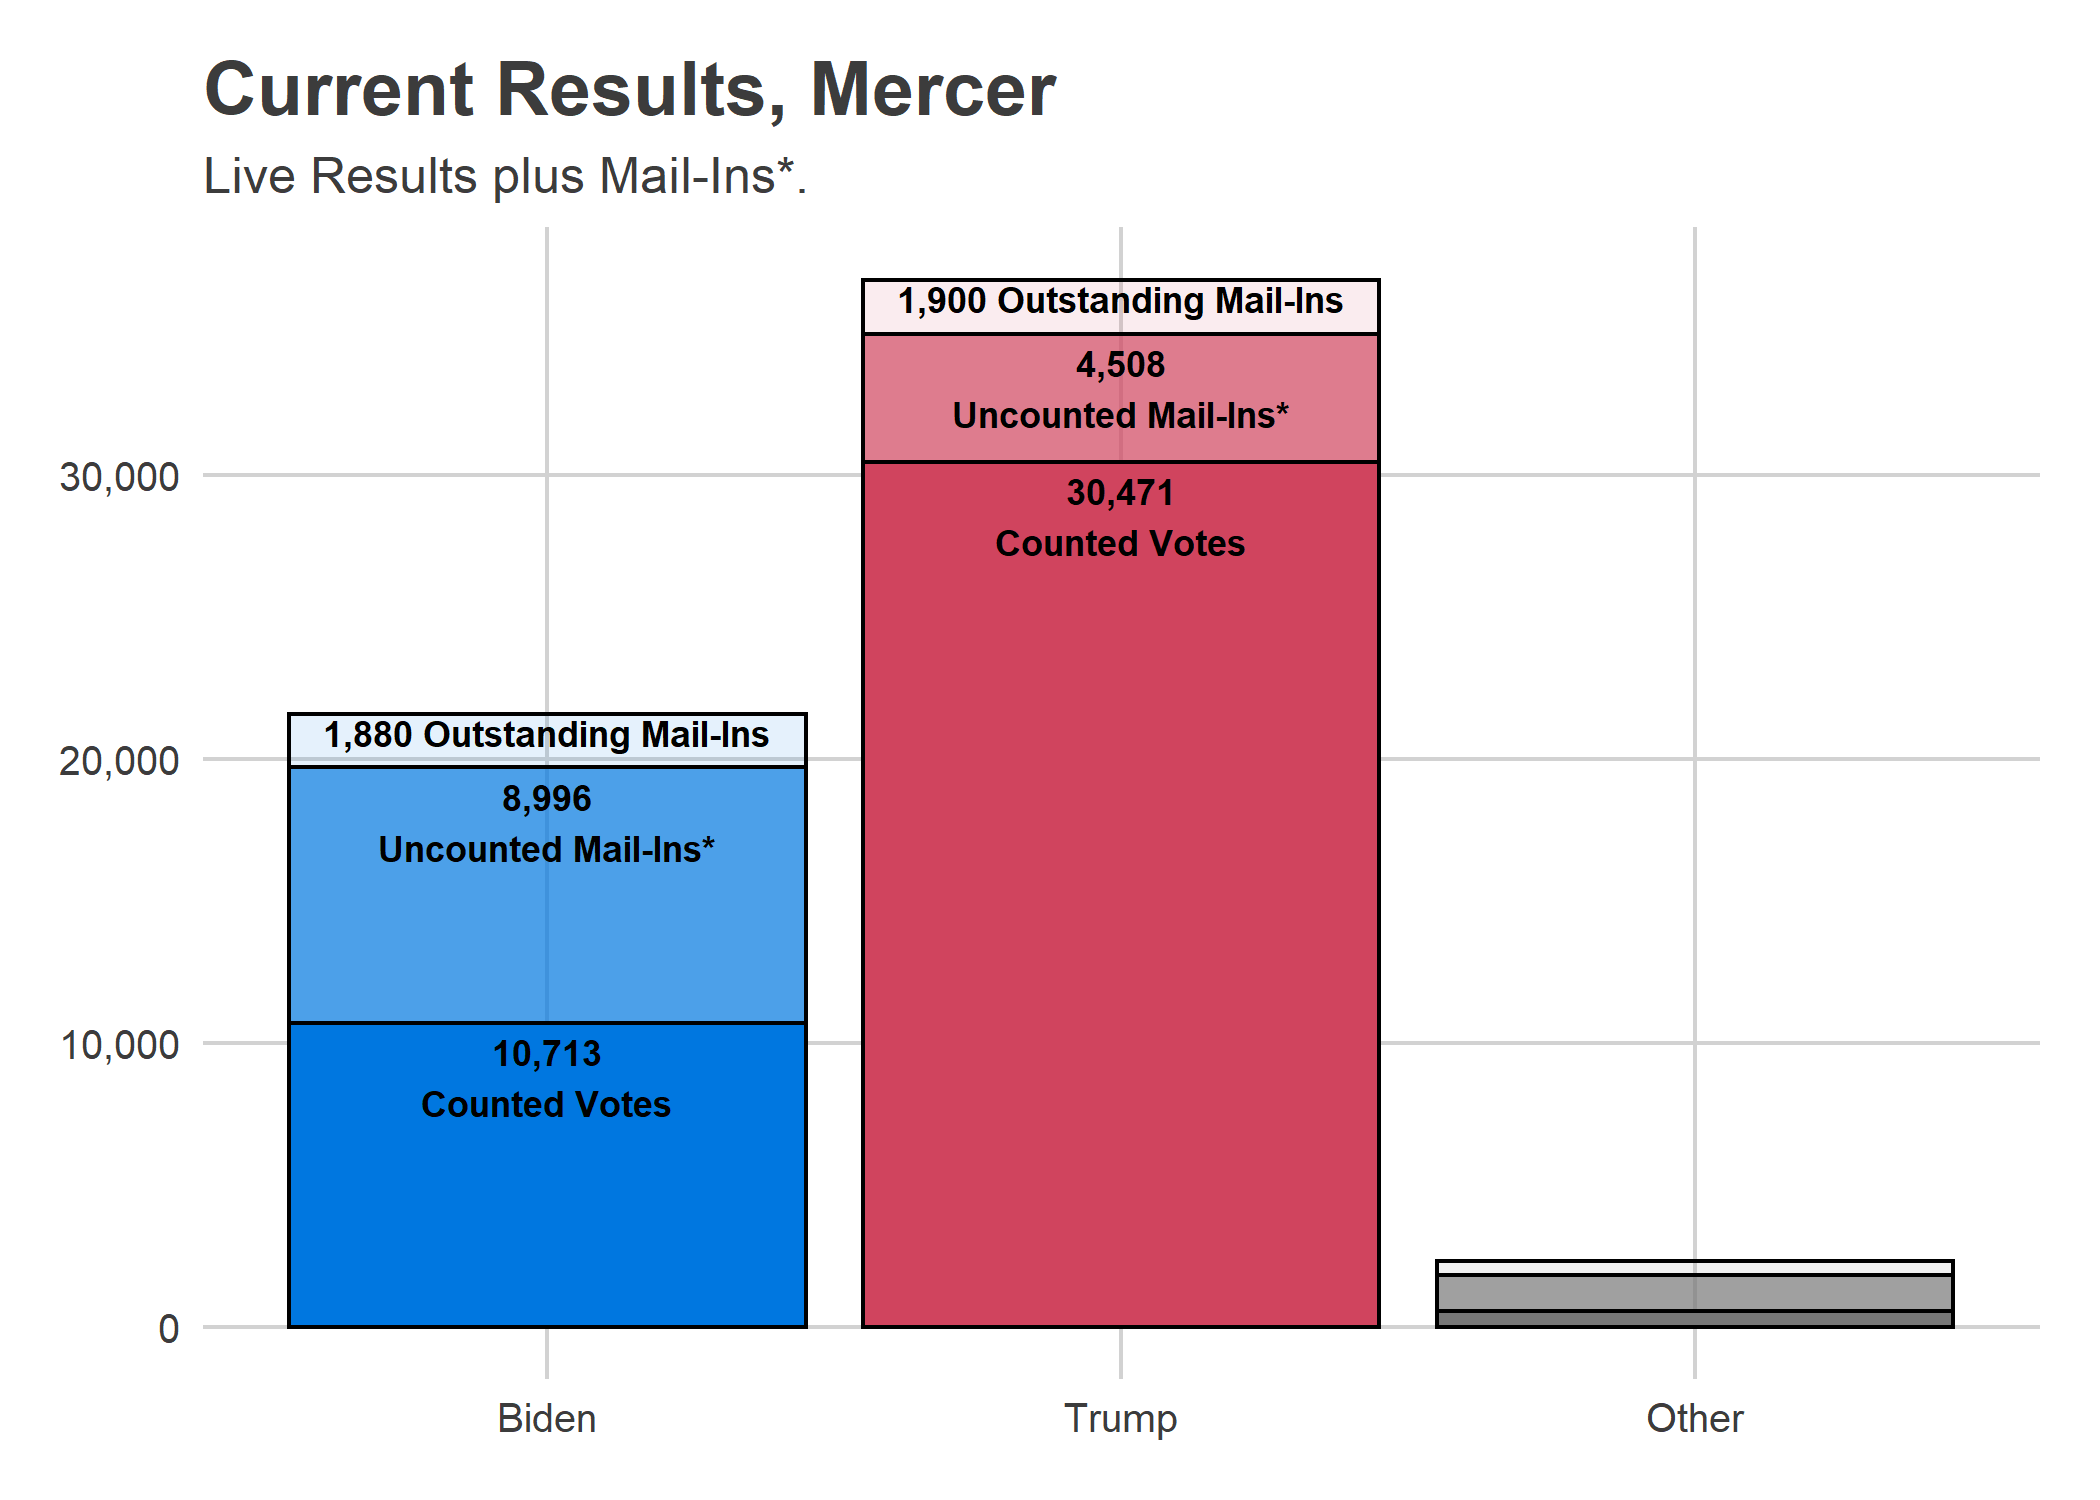 Current Results, Mercer
Live Results plus Mail-Ins*.
1,900 Outstanding Mail-Ins
4,508
Uncounted Mail-Ins*
30,471
Counted Votes
1,880 Outstanding Mail-Ins
8,996
Uncounted Mail-Ins*
10,713
Counted Votes
30,000
20,000
10,000
0
Biden
Trump
Other